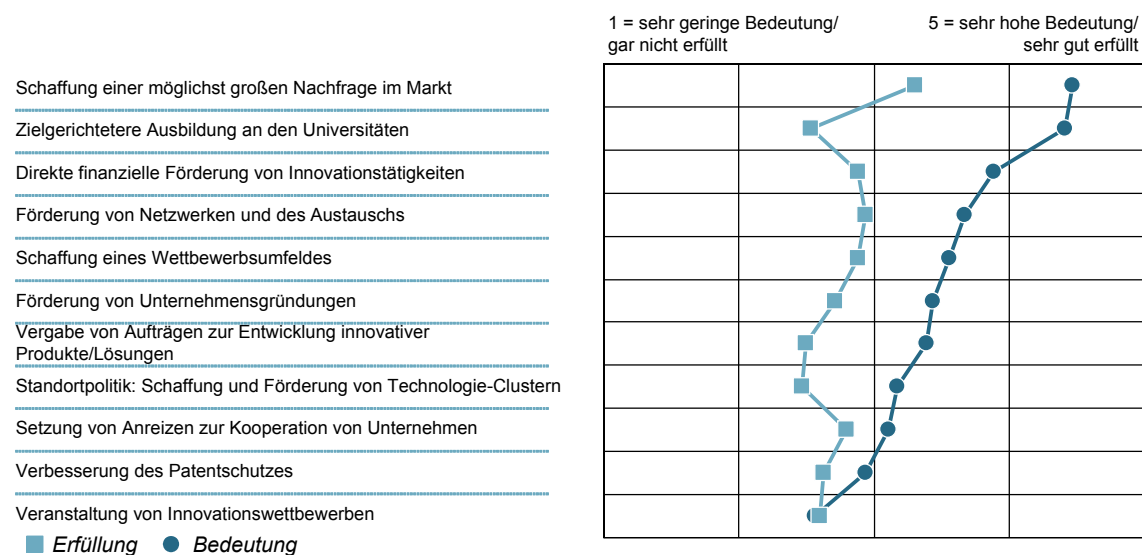 1 = sehr geringe Bedeutung/
gar nicht erfüllt
5 = sehr hohe Bedeutung/
sehr gut erfüllt
Schaffung einer möglichst großen Nachfrage im Markt
Zielgerichtetere Ausbildung an den Universitäten
Direkte finanzielle Förderung von Innovationstätigkeiten
Förderung von Netzwerken und des Austauschs
Schaffung eines Wettbewerbsumfeldes
Förderung von Unternehmensgründungen
Vergabe von Aufträgen zur Entwicklung innovativer
Produkte/Lösungen
Standortpolitik: Schaffung und Förderung von Technologie-Clustern
Setzung von Anreizen zur Kooperation von Unternehmen
Verbesserung des Patentschutzes
Veranstaltung von Innovationswettbewerben
Erfüllung Bedeutung